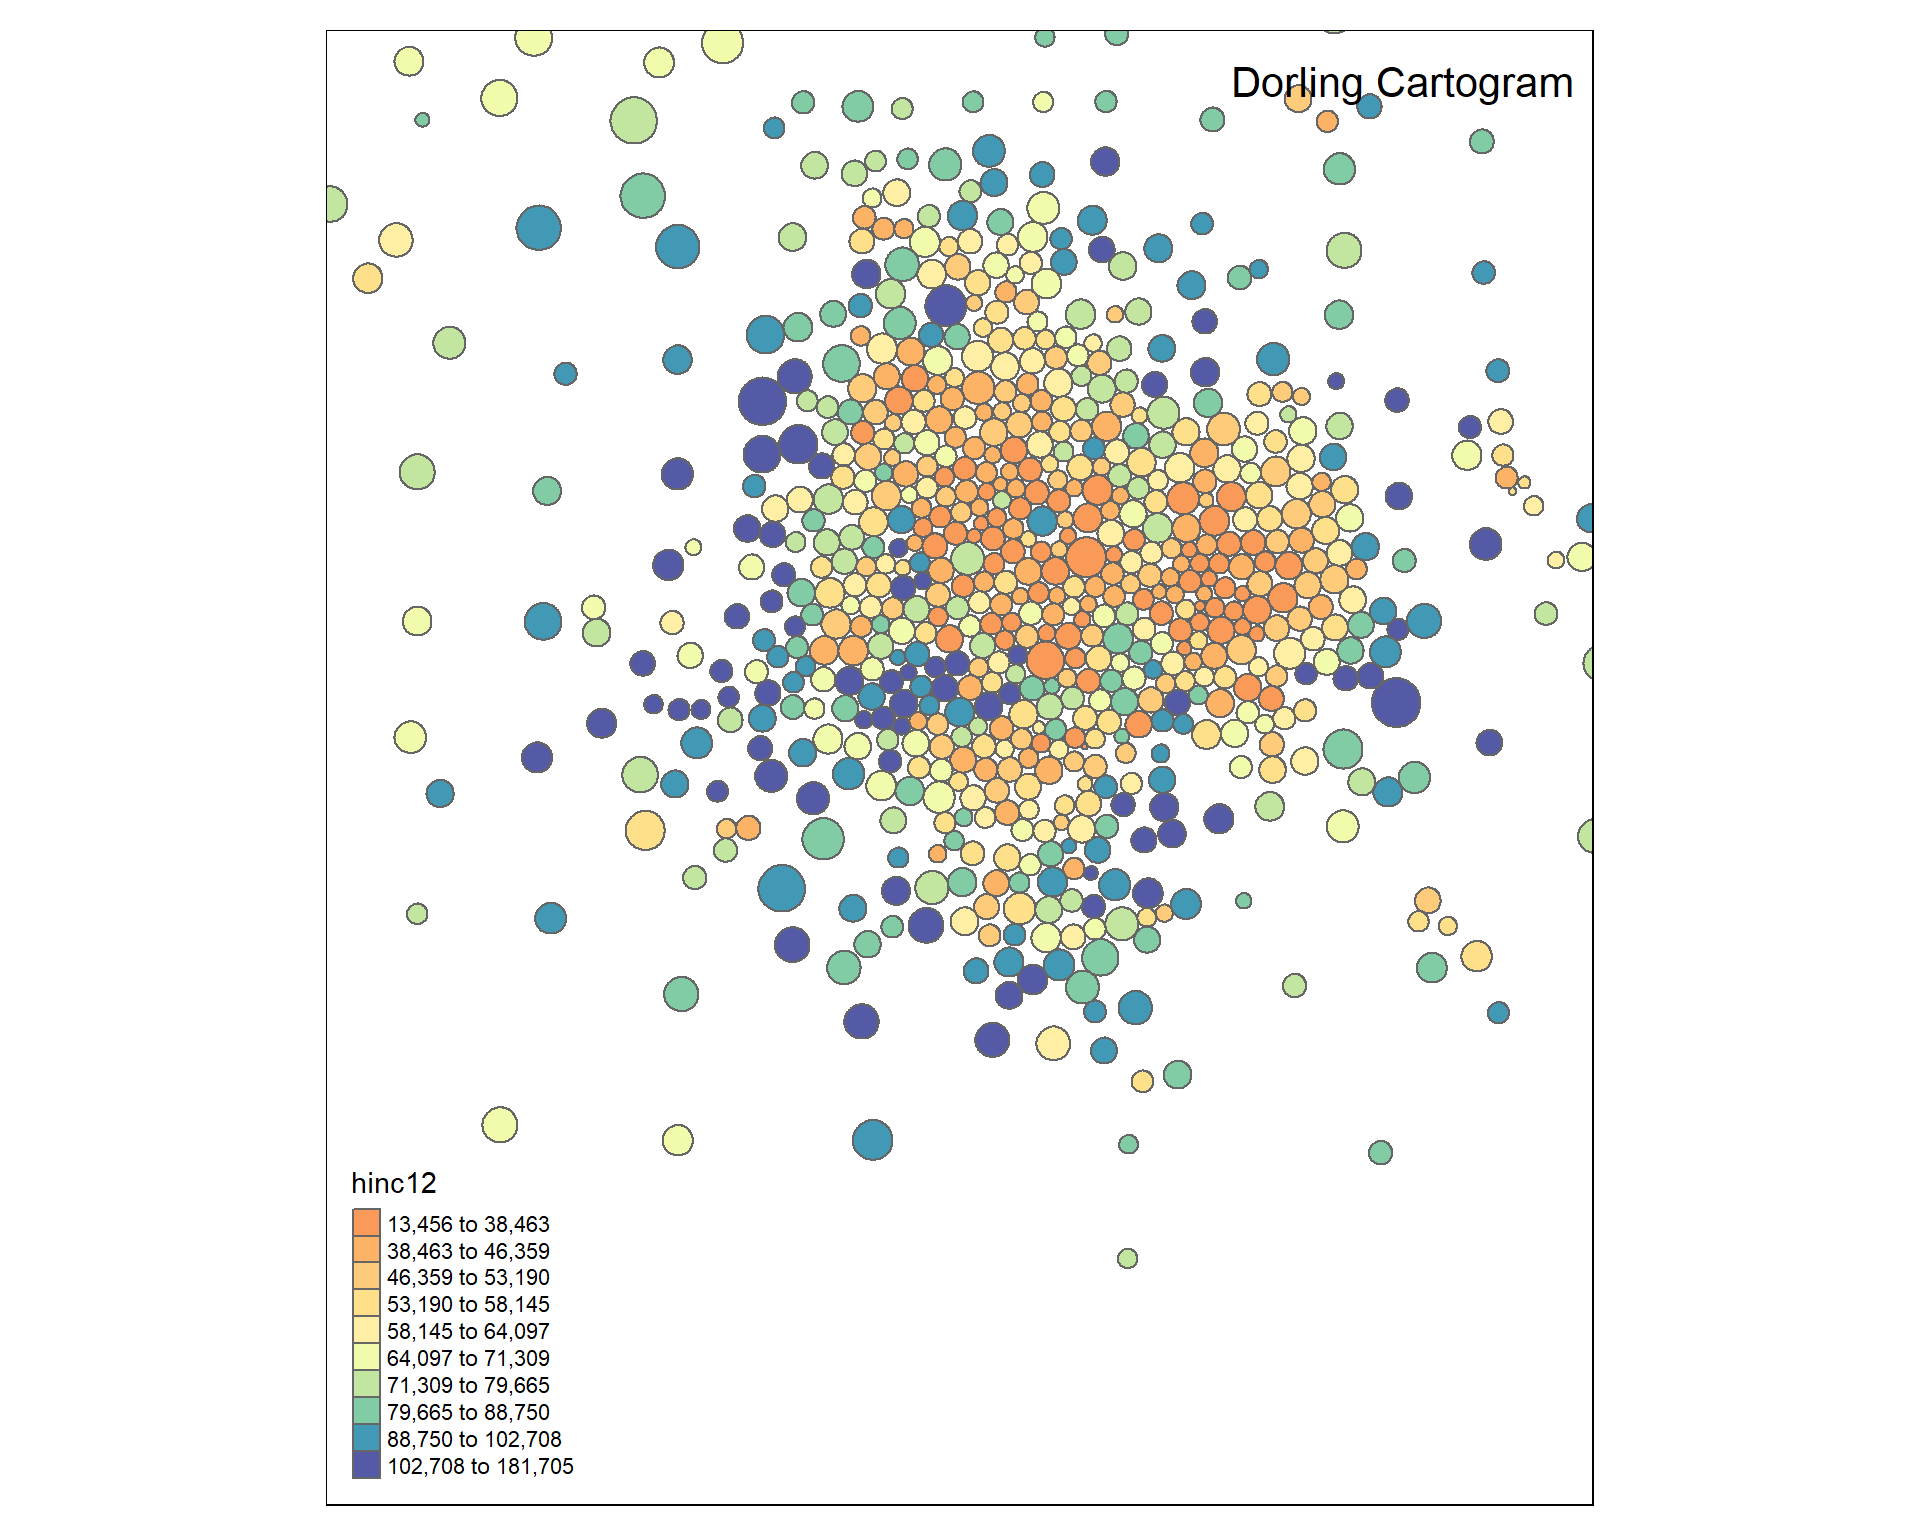 Dorling Cartogram
hinc12
13,456 to 38,463
38,463 to 46,359
46,359 to 53,190
53,190 to 58,145
58,145 to 64,097
64,097 to 71,309
71,309 to 79,665
79,665 to 88,750
88,750 to 102,708
102,708 to 181,705